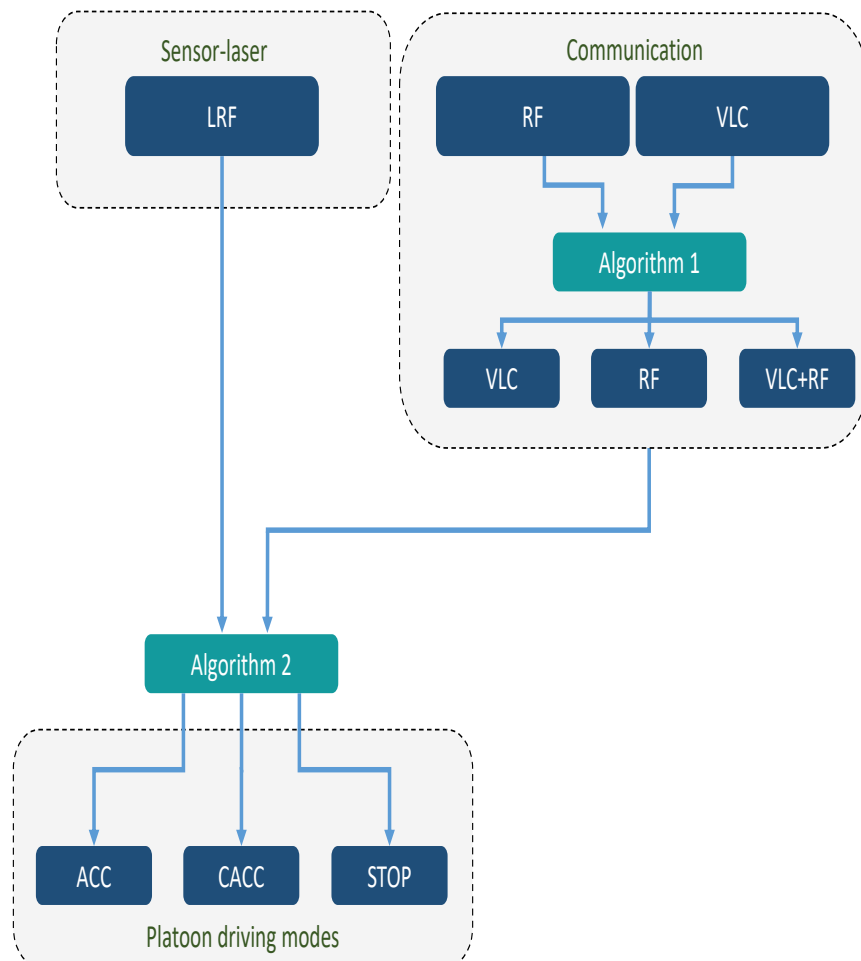 Sensor-laser
LRF
Communication
RF
VLC
Algorithm 1
VLC
RF
VLC+RF
Algorithm 2
ACC
CACC
STOP
Platoon driving modes